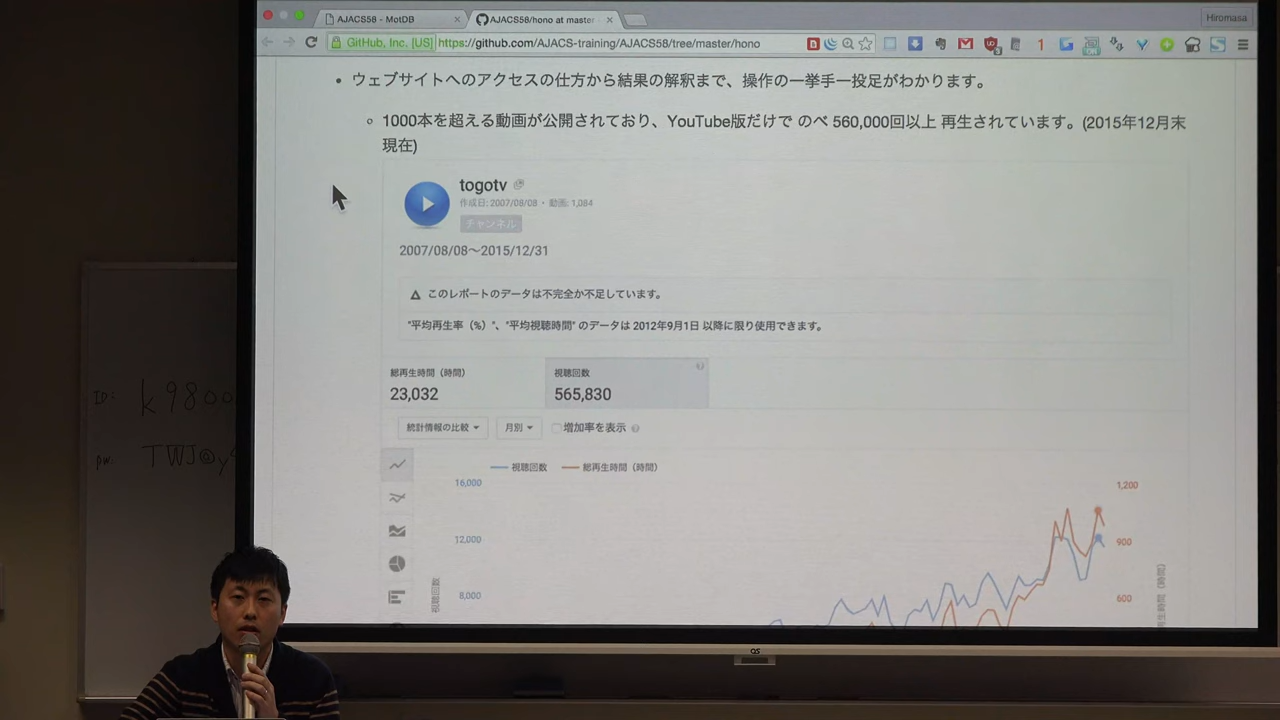 AJACS58 - MotDB
AJACS58/hono at master
Hiromasa
GitHub, Inc. [US] https://github.com/AJACS-training/AJACS58/tree/master/hono
ウェブサイトへのアクセスの仕方から結果の解釈まで、操作の一挙手一投足がわかります。
1000本を超える動画が公開されており、YouTube版だけで のべ 560,000回以上 再生されています。(2015年12月末
現在)
togotv
作成日: 2007/08/08・動画: 1,084
チャンネル
2007/08/08～2015/12/31
このレポートのデータは不完全か不足しています。
"平均再生率（%）"、"平均視聴時間" のデータは 2012年9月1日 以降に限り使用できます。
総再生時間（時間） 視聴回数
23,032 565,830
統計情報の比較 月別 増加率を表示
視聴回数 総再生時間（時間）
16,000 1,200
12,000 900
8,000 600
視聴回数
ID: k9800
pw: TWJ@y